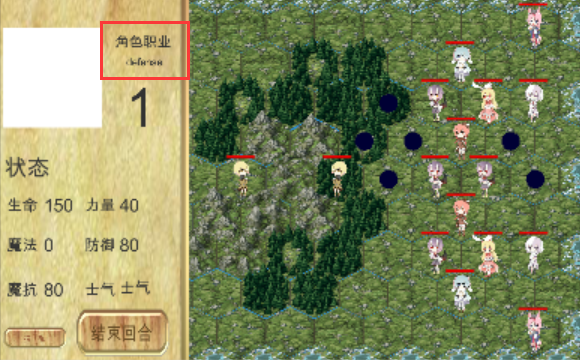 角色职业
defense
1
状态
生命 150 力量 40
魔法 0 防御 80
魔抗 80 士气 士气
结束回合